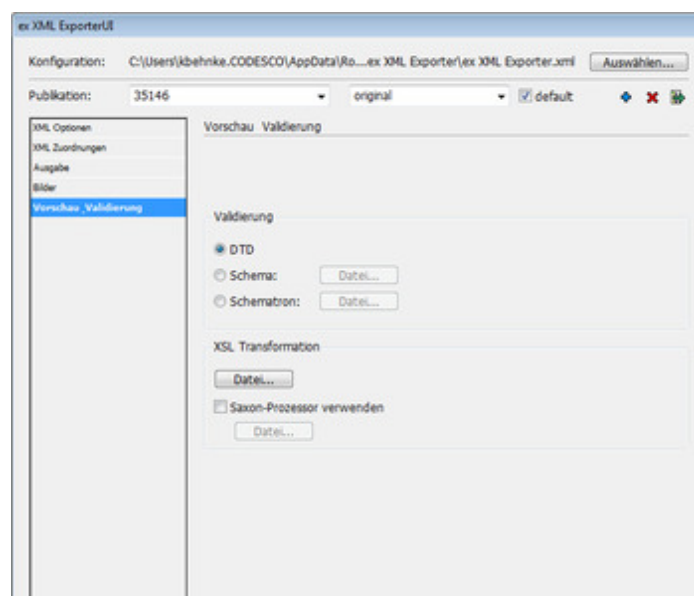 ex XML ExporterUI
Konfiguration: C:\Users\kbehnke.CODESCO\AppData\Ro....ex XML Exporter\ex XML Exporter.xml Auswählen...
Publikation: 35146 original default
XML Optionen
XML Zuordnungen
Ausgabe
Bilder
Vorschau_Validierung
Vorschau Valdierung
Valdierung
DTD
Schema: Datei...
Schematron: Datei...
XSL Transformation
Datei...
Saxon-Prozessor verwenden
Datei...